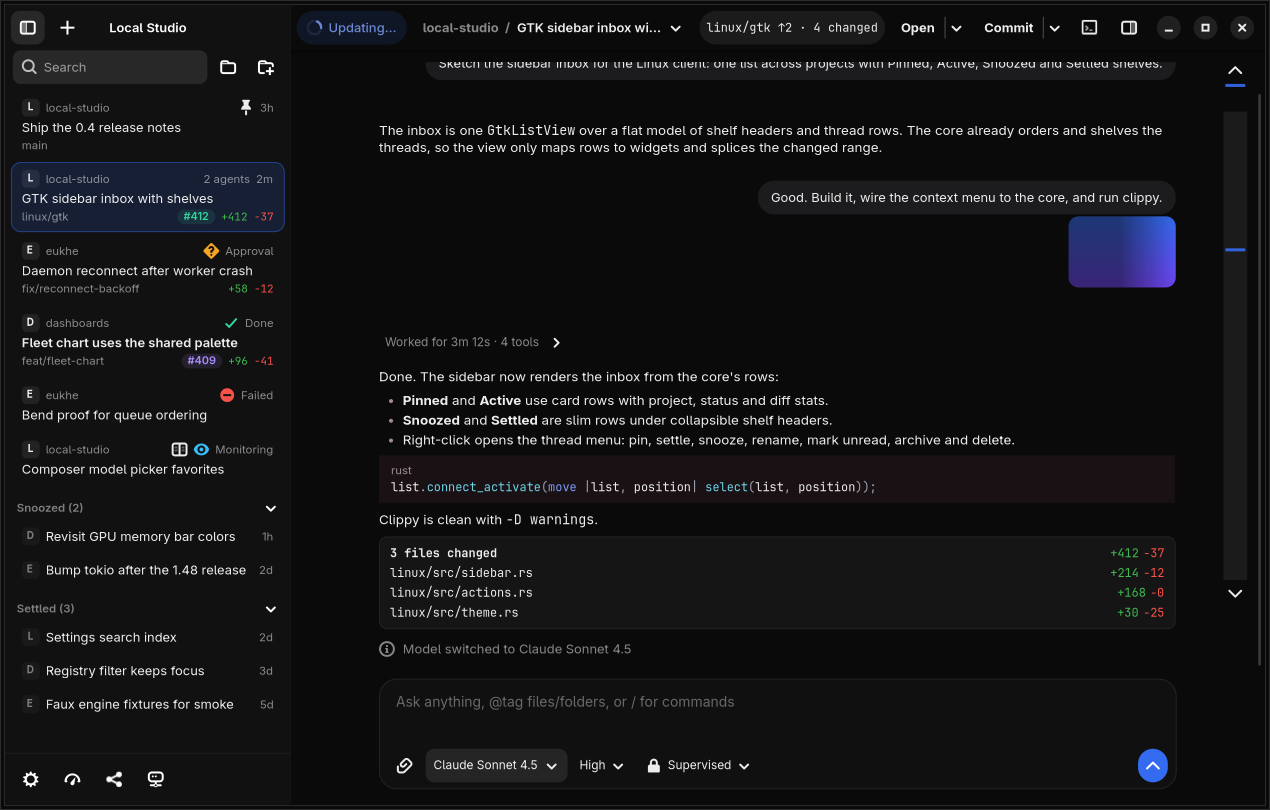 Local Studio
Updating...
local-studio / GTK sidebar inbox wi...
linux/gtk ↑2 · 4 changed
Open
Commit
Search
L local-studio 3h
Ship the 0.4 release notes
main
L local-studio 2 agents 2m
GTK sidebar inbox with shelves
linux/gtk #412 +412 -37
E eukhe Approval
Daemon reconnect after worker crash
fix/reconnect-backoff +58 -12
D dashboards Done
Fleet chart uses the shared palette
feat/fleet-chart #409 +96 -41
E eukhe Failed
Bend proof for queue ordering
L local-studio Monitoring
Composer model picker favorites
Snoozed (2)
D Revisit GPU memory bar colors 1h
E Bump tokio after the 1.48 release 2d
Settled (3)
L Settings search index 2d
D Registry filter keeps focus 3d
E Faux engine fixtures for smoke 5d
Sketch the sidebar inbox for the Linux client: one list across projects with Pinned, Active, Snoozed and Settled shelves.
The inbox is one GtkListView over a flat model of shelf headers and thread rows. The core already orders and shelves the
threads, so the view only maps rows to widgets and splices the changed range.
Good. Build it, wire the context menu to the core, and run clippy.
Worked for 3m 12s · 4 tools
Done. The sidebar now renders the inbox from the core's rows:
• Pinned and Active use card rows with project, status and diff stats.
• Snoozed and Settled are slim rows under collapsible shelf headers.
• Right-click opens the thread menu: pin, settle, snooze, rename, mark unread, archive and delete.
rust
list.connect_activate(move |list, position| select(list, position));
Clippy is clean with -D warnings.
3 files changed +412 -37
linux/src/sidebar.rs +214 -12
linux/src/actions.rs +168 -0
linux/src/theme.rs +30 -25
Model switched to Claude Sonnet 4.5
Ask anything, @tag files/folders, or / for commands
Claude Sonnet 4.5
High
Supervised